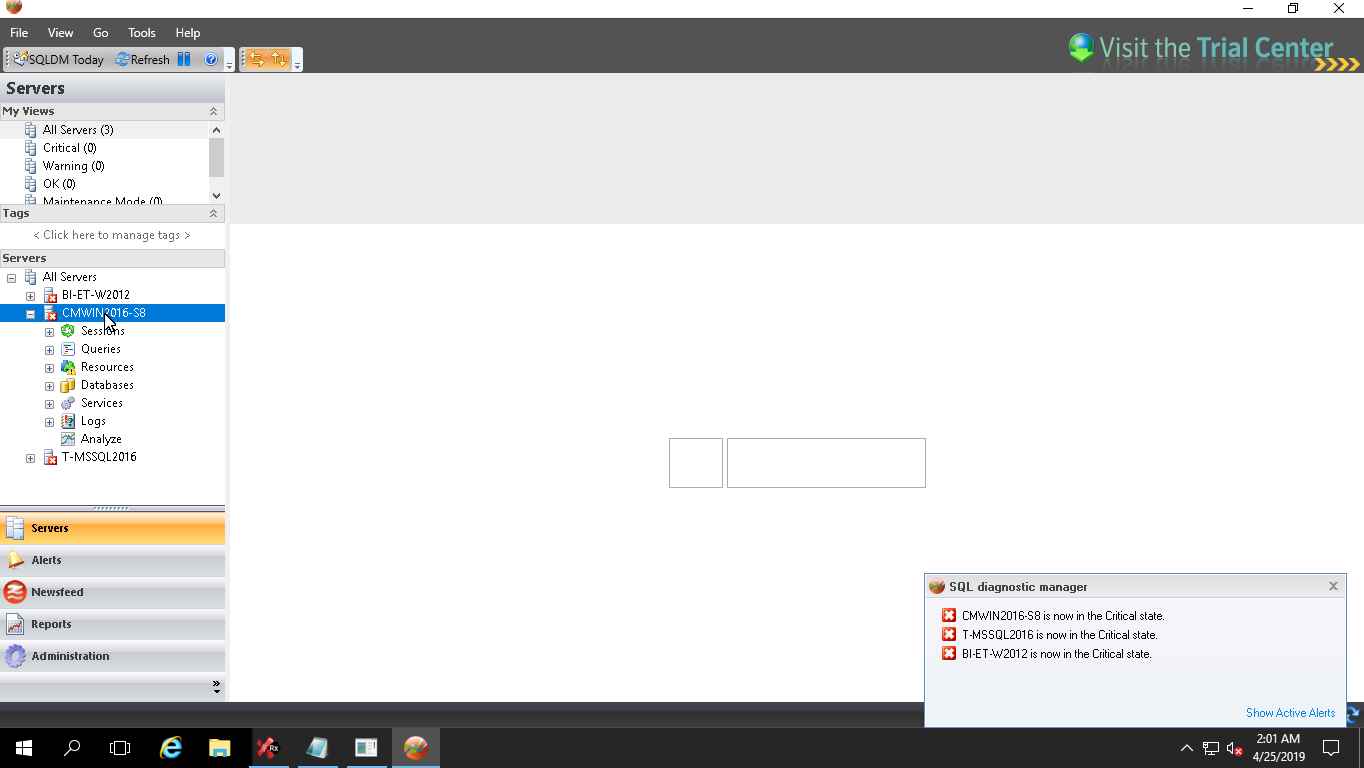 File View Go Tools Help
SQLDM Today Refresh
Visit the Trial Center
Servers
My Views
All Servers (3)
Critical (0)
Warning (0)
OK (0)
Maintenance Mode (0)
Tags
< Click here to manage tags >
Servers
All Servers
BI-ET-W2012
CMWIN2016-S8
Sessions
Queries
Resources
Databases
Services
Logs
Analyze
T-MSSQL2016
Servers
Alerts
Newsfeed
Reports
Administration
SQL diagnostic manager
CMWIN2016-S8 is now in the Critical state.
T-MSSQL2016 is now in the Critical state.
BI-ET-W2012 is now in the Critical state.
Show Active Alerts
Rx
2:01 AM
4/25/2019